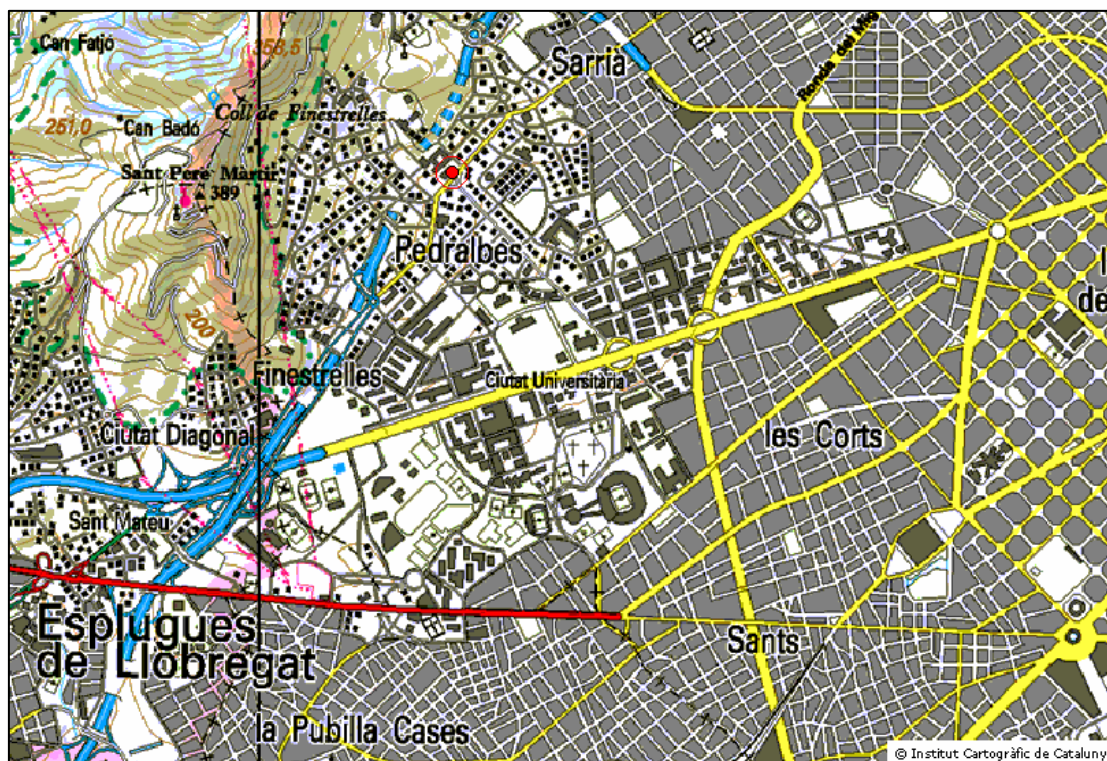 Can Fatjó
358.5
Sarrià
Ronda del Mig
251,0
Can Badó
Coll de Finestrelles
Sant Pere Màrtir
389
Pedralbes
200
Finestrelles
Ciutat Universitària
Ciutat Diagonal
les Corts
Sant Mateu
Esplugues
de Llobregat
Sants
la Pubilla Cases
© Institut Cartogràfic de Cataluny